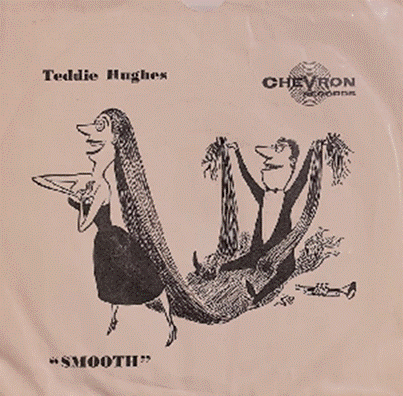 Teddie Hughes
CHEVRON
RECORDS
"SMOOTH"